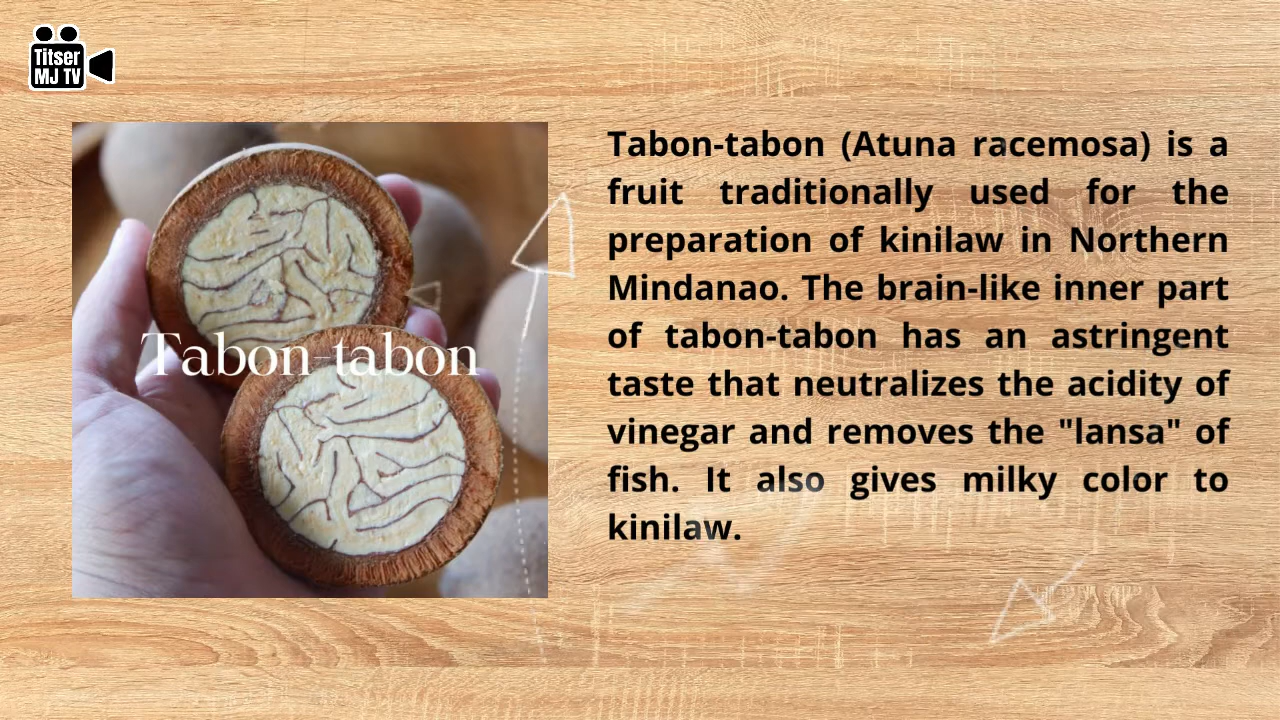 Titser
MJ TV
Tabon-tabon
Tabon-tabon (Atuna racemosa) is a
fruit traditionally used for the
preparation of kinilaw in Northern
Mindanao. The brain-like inner part
of tabon-tabon has an astringent
taste that neutralizes the acidity of
vinegar and removes the "lansa" of
fish. It also gives milky color to
kinilaw.